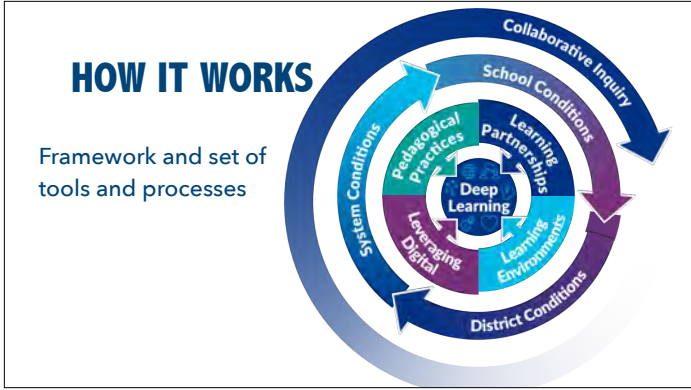 HOW IT WORKS
Framework and set of
tools and processes
Collaborative Inquiry
School Conditions
System Conditions
District Conditions
Pedagogical
Practices
Learning
Partnerships
Deep
Learning
Leveraging
Digital
Learning
Environments